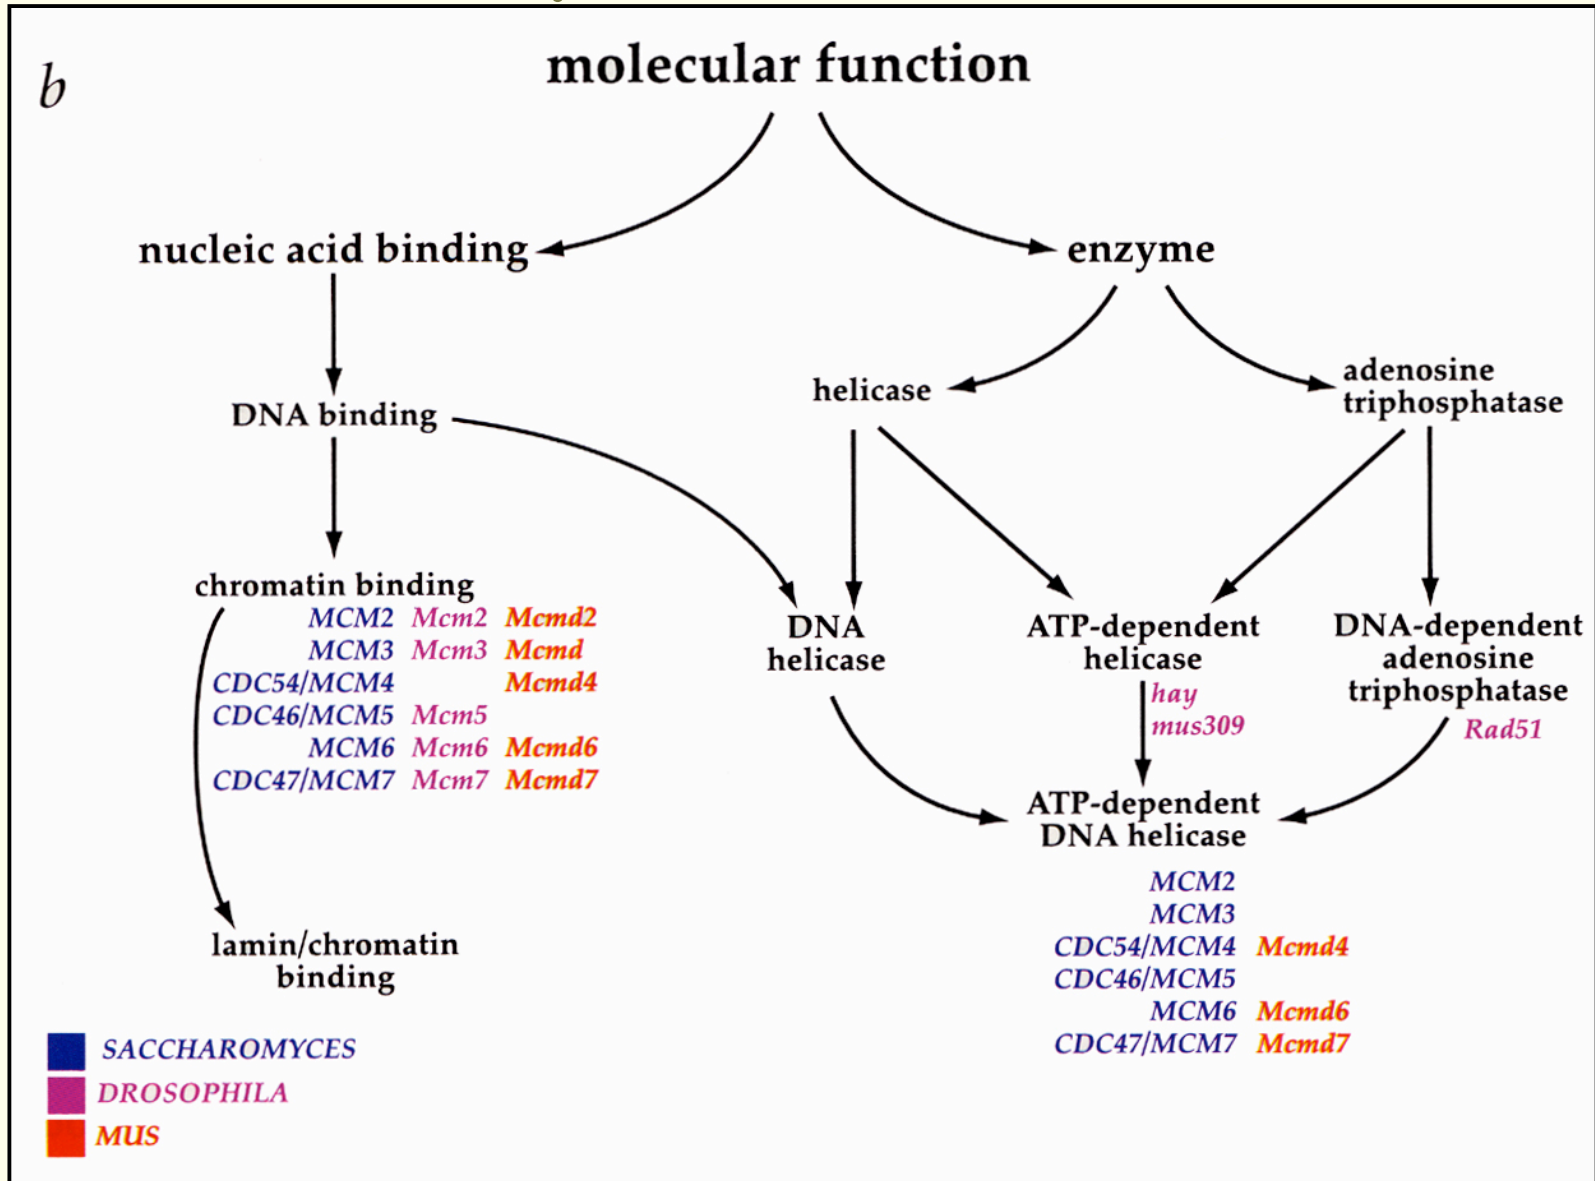 b
molecular function
nucleic acid binding
enzyme
helicase
adenosine
triphosphatase
DNA binding
chromatin binding
MCM2 Mcm2 Mcmd2
MCM3 Mcm3 Mcmd
CDC54/MCM4 Mcmd4
CDC46/MCM5 Mcm5
MCM6 Mcm6 Mcmd6
CDC47/MCM7 Mcm7 Mcmd7
DNA
helicase
ATP-dependent
helicase
hay
mus309
DNA-dependent
adenosine
triphosphatase
Rad51
ATP-dependent
DNA helicase
MCM2
MCM3
CDC54/MCM4 Mcmd4
CDC46/MCM5
MCM6 Mcmd6
CDC47/MCM7 Mcmd7
lamin/chromatin
binding
SACCHAROMYCES
DROSOPHILA
MUS